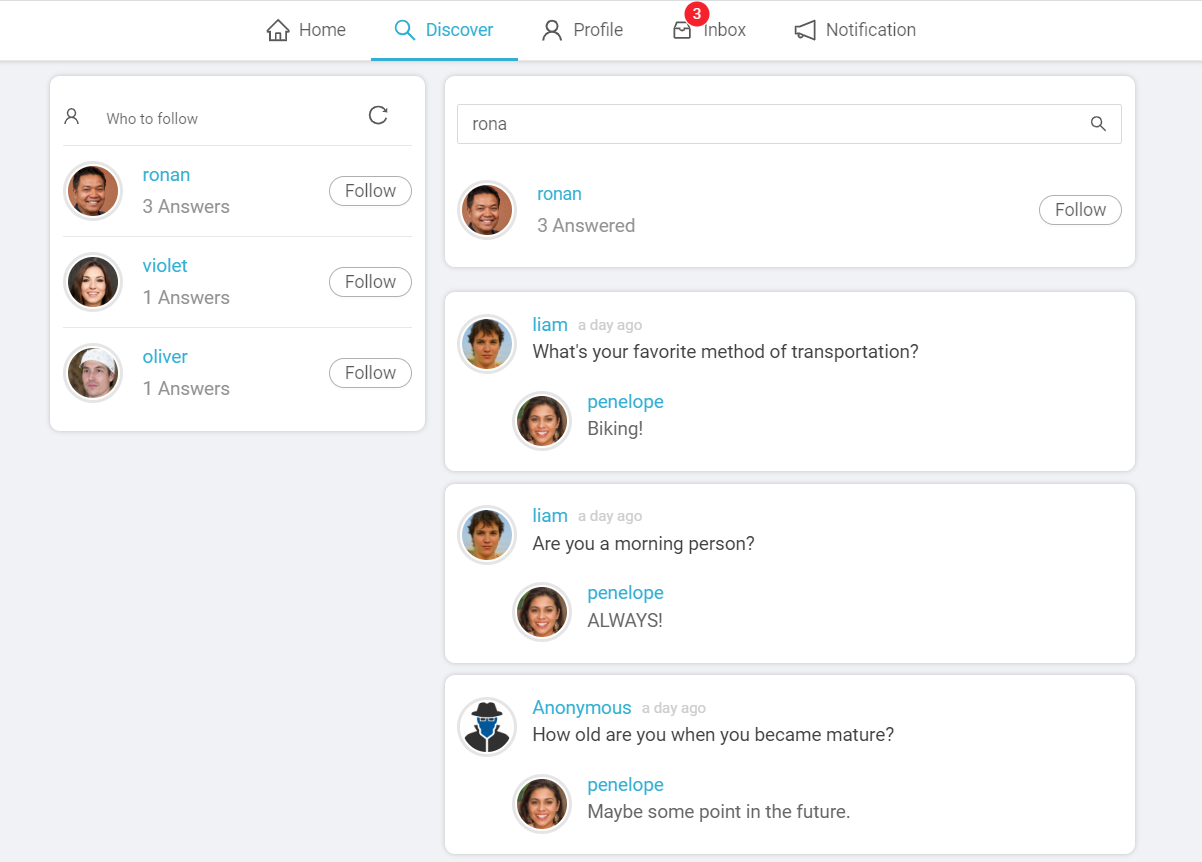 Home
Discover
Profile
3
Inbox
Notification
Who to follow
ronan
3 Answers
Follow
violet
1 Answers
Follow
oliver
1 Answers
Follow
rona
ronan
3 Answered
Follow
liam a day ago
What's your favorite method of transportation?
penelope
Biking!
liam a day ago
Are you a morning person?
penelope
ALWAYS!
Anonymous a day ago
How old are you when you became mature?
penelope
Maybe some point in the future.